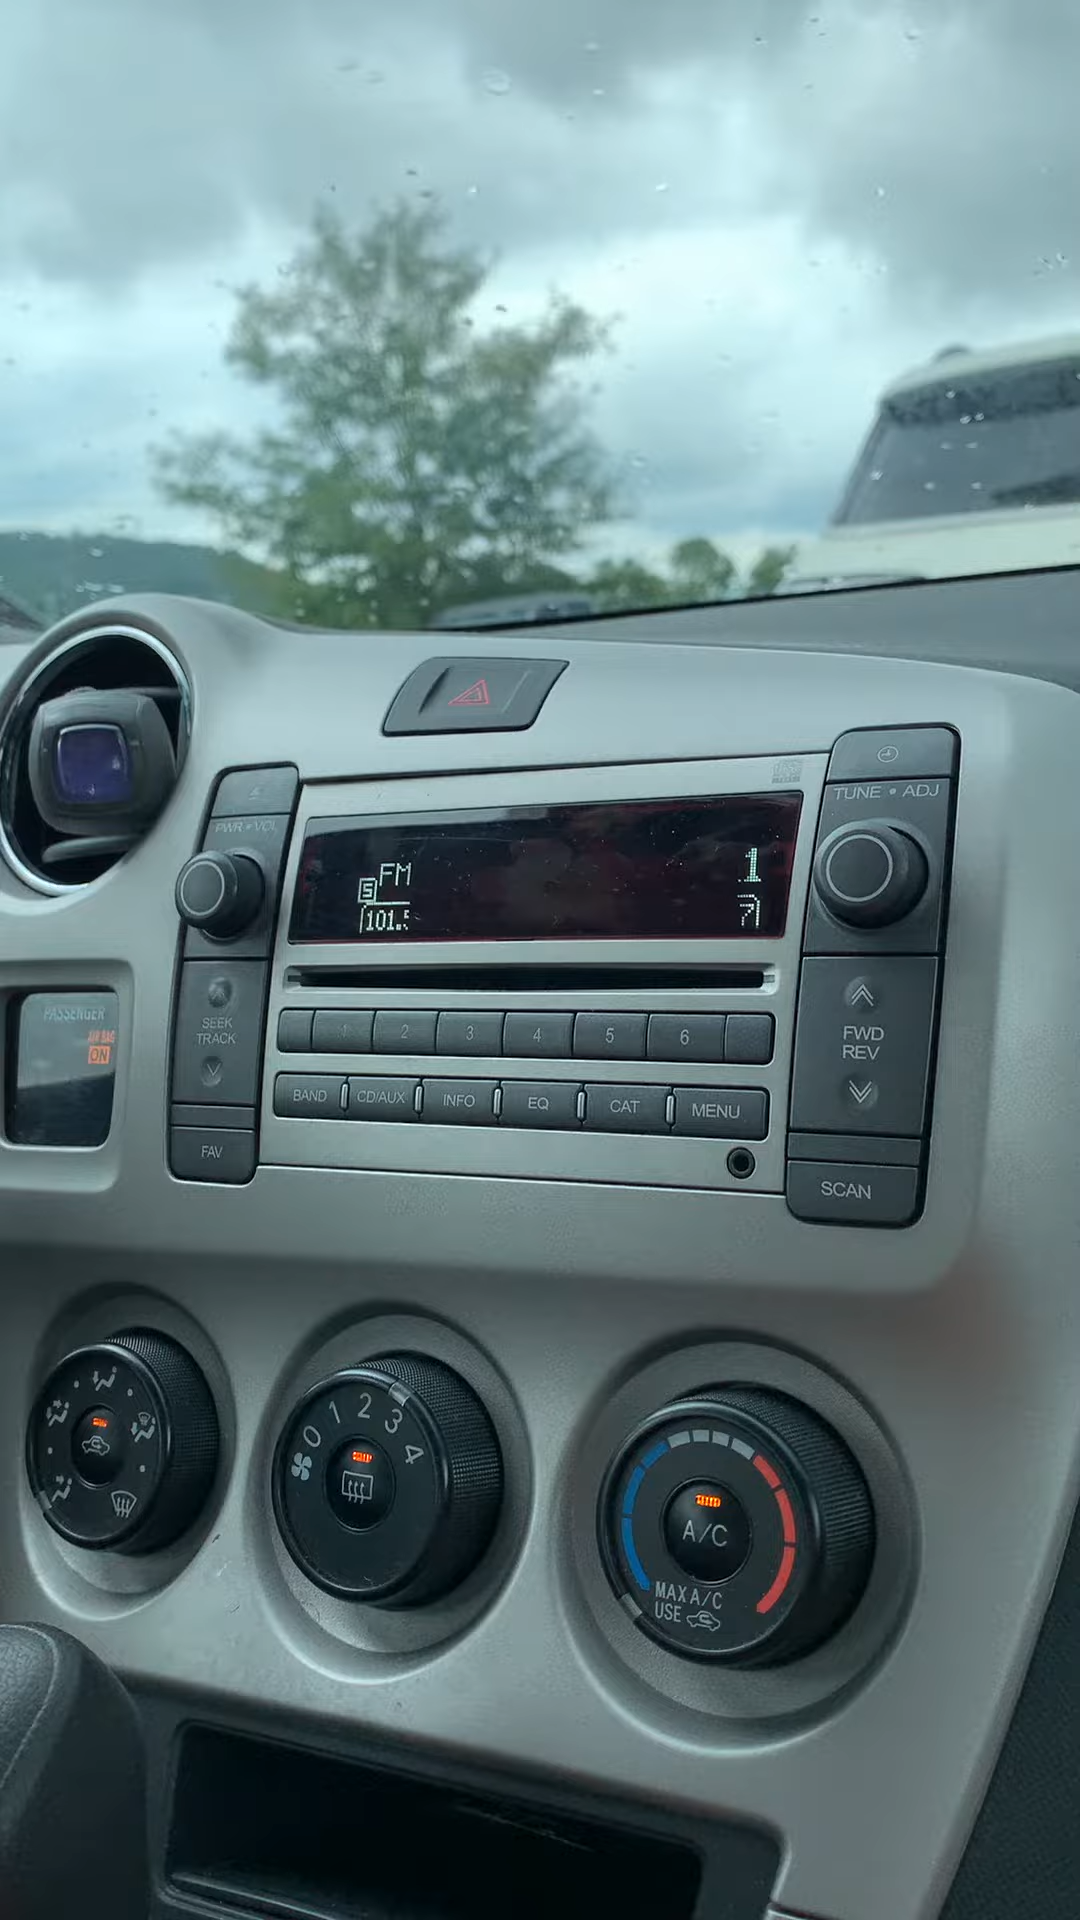 TUNE • ADJ
PWR • VOL
FM
1
S
101.5
PASSENGER
AIR BAG
ON
SEEK
TRACK
FWD
REV
1 2 3 4 5 6
BAND CD/AUX INFO EQ CAT MENU
FAV
SCAN
0 1 2 3 4
A/C
MAX A/C
USE